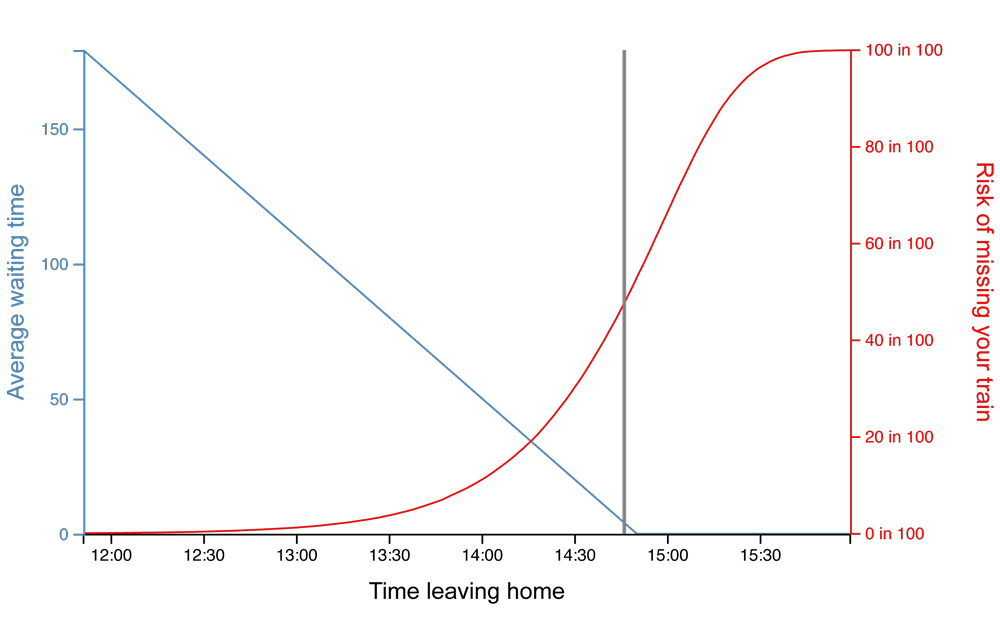 Average waiting time
150
100
50
0
12:00 12:30 13:00 13:30 14:00 14:30 15:00 15:30
Time leaving home
100 in 100
80 in 100
60 in 100
40 in 100
20 in 100
0 in 100
Risk of missing your train